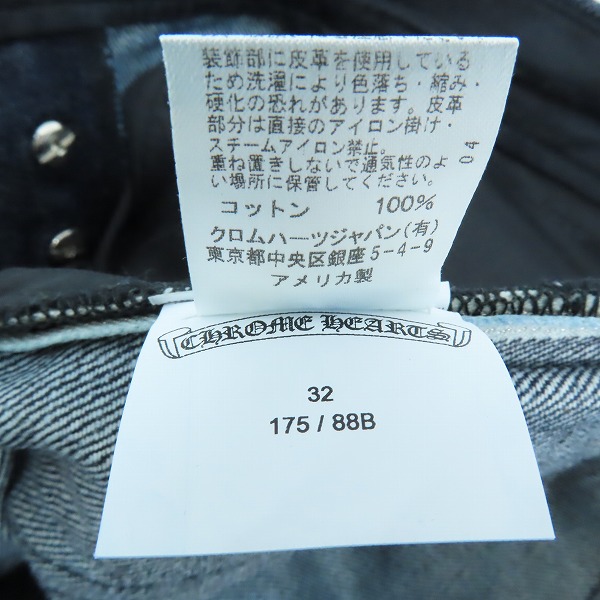 装飾部に皮革を使用している
ため洗濯により色落ち・縮み・
硬化の恐れがあります。皮革
部分は直接のアイロン掛け・
スチームアイロン禁止。
重ね置きしないで通気性のよ
い場所に保管してください。
04
コットン 100%
クロムハーツジャパン(有)
東京都中央区銀座5-4-9
アメリカ製
CHROME HEARTS
32
175 / 88B